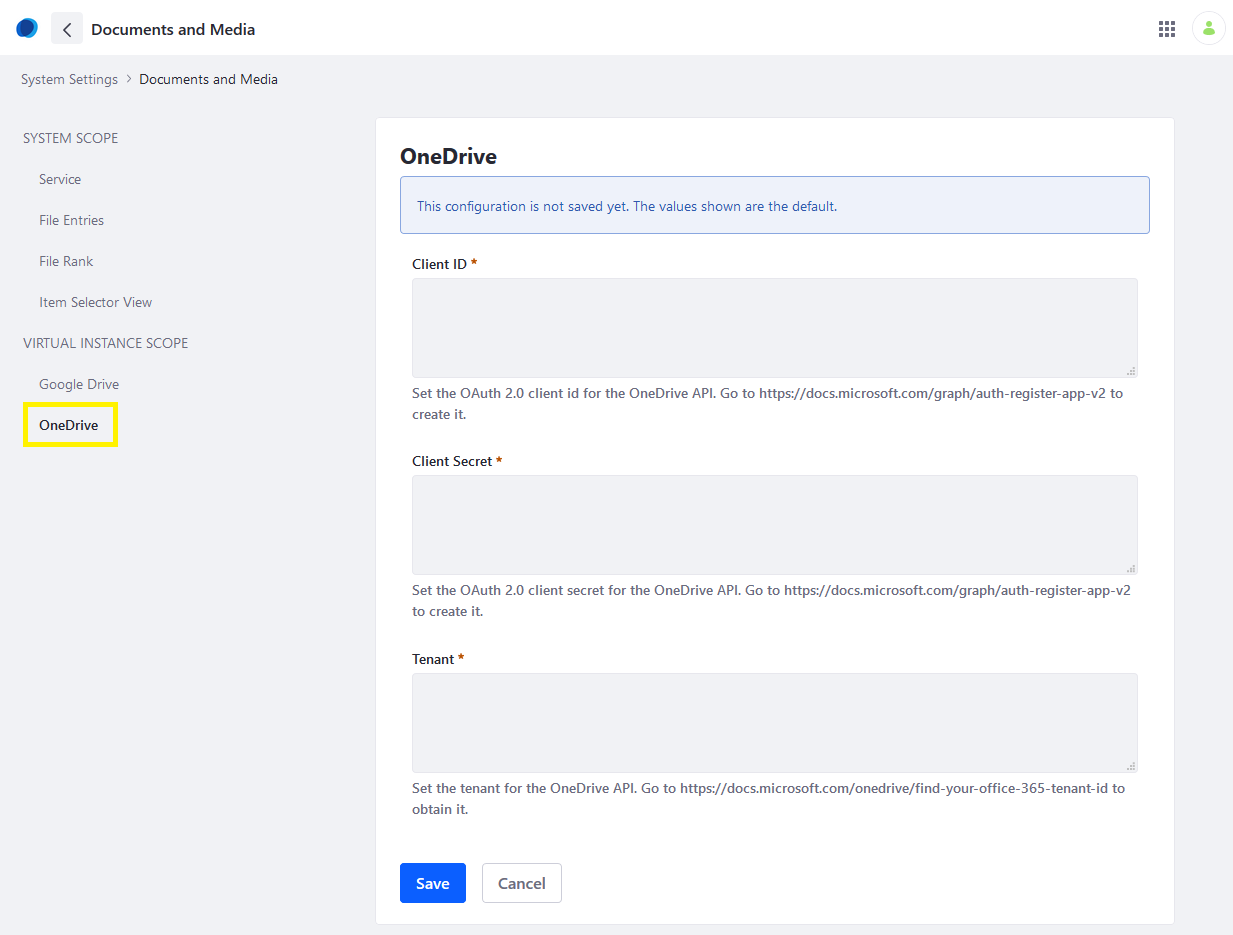 Documents and Media
System Settings > Documents and Media
SYSTEM SCOPE
Service
File Entries
File Rank
Item Selector View
VIRTUAL INSTANCE SCOPE
Google Drive
OneDrive
OneDrive
This configuration is not saved yet. The values shown are the default.
Client ID *
Set the OAuth 2.0 client id for the OneDrive API. Go to https://docs.microsoft.com/graph/auth-register-app-v2 to
create it.
Client Secret *
Set the OAuth 2.0 client secret for the OneDrive API. Go to https://docs.microsoft.com/graph/auth-register-app-v2
to create it.
Tenant *
Set the tenant for the OneDrive API. Go to https://docs.microsoft.com/onedrive/find-your-office-365-tenant-id to
obtain it.
Save Cancel